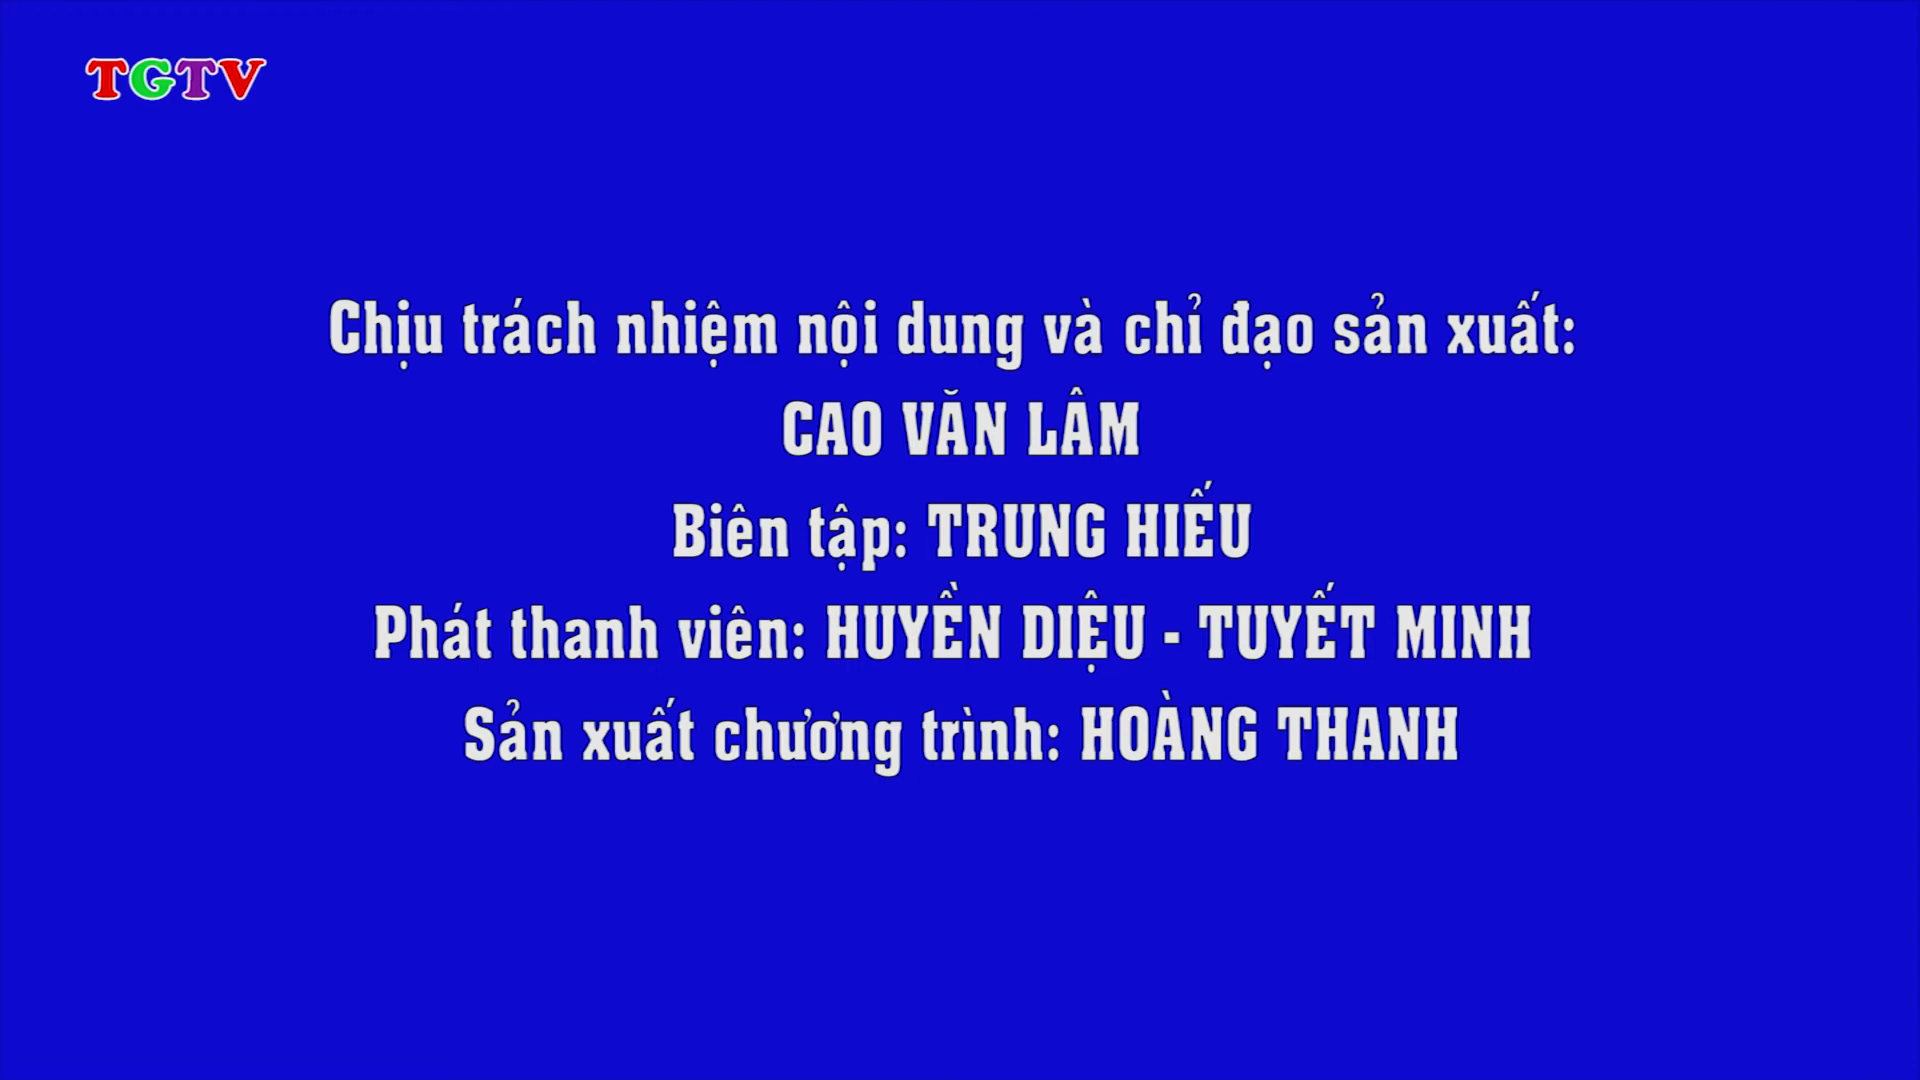 TGTV
Chịu trách nhiệm nội dung và chỉ đạo sản xuất:
CAO VĂN LÂM
Biên tập: TRUNG HIẾU
Phát thanh viên: HUYỀN DIỆU - TUYẾT MINH
Sản xuất chương trình: HOÀNG THANH